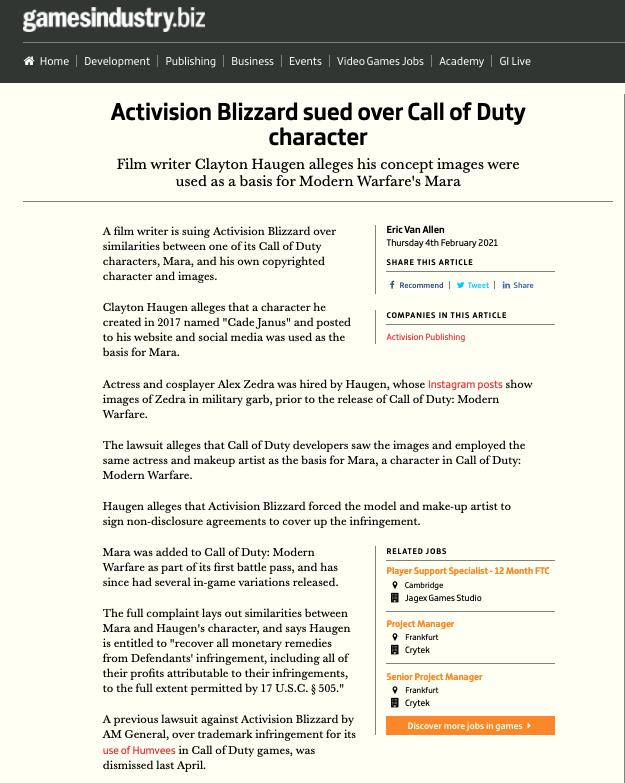 gamesindustry.biz
Home | Development | Publishing | Business | Events | Video Games Jobs | Academy | GI Live
Activision Blizzard sued over Call of Duty
character
Film writer Clayton Haugen alleges his concept images were
used as a basis for Modern Warfare's Mara
A film writer is suing Activision Blizzard over
similarities between one of its Call of Duty
characters, Mara, and his own copyrighted
character and images.
Clayton Haugen alleges that a character he
created in 2017 named "Cade Janus" and posted
to his website and social media was used as the
basis for Mara.
Eric Van Allen
Thursday 4th February 2021
SHARE THIS ARTICLE
Recommend | Tweet | Share
COMPANIES IN THIS ARTICLE
Activision Publishing
Actress and cosplayer Alex Zedra was hired by Haugen, whose Instagram posts show
images of Zedra in military garb, prior to the release of Call of Duty: Modern
Warfare.
The lawsuit alleges that Call of Duty developers saw the images and employed the
same actress and makeup artist as the basis for Mara, a character in Call of Duty:
Modern Warfare.
Haugen alleges that Activision Blizzard forced the model and make-up artist to
sign non-disclosure agreements to cover up the infringement.
Mara was added to Call of Duty: Modern
Warfare as part of its first battle pass, and has
since had several in-game variations released.
The full complaint lays out similarities between
Mara and Haugen's character, and says Haugen
is entitled to "recover all monetary remedies
from Defendants' infringement, including all of
their profits attributable to their infringements,
to the full extent permitted by 17 U.S.C. § 505."
A previous lawsuit against Activision Blizzard by
AM General, over trademark infringement for its
use of Humvees in Call of Duty games, was
dismissed last April.
RELATED JOBS
Player Support Specialist - 12 Month FTC
Cambridge
Jagex Games Studio
Project Manager
Frankfurt
Crytek
Senior Project Manager
Frankfurt
Crytek
Discover more jobs in games